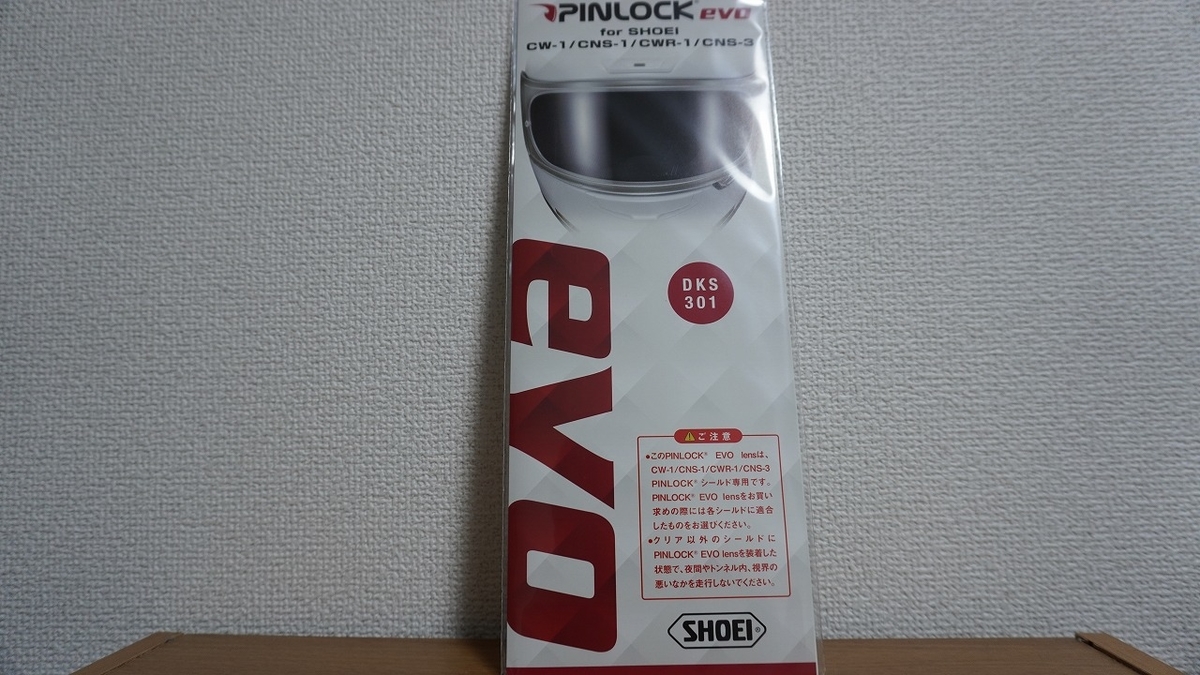 PINLOCK® evo
for SHOEI
CW-1/CNS-1/CWR-1/CNS-3
evo
DKS
301
ご注意
●このPINLOCK® EVO lensは、
CW-1/CNS-1/CWR-1/CNS-3
PINLOCK® シールド専用です。
PINLOCK® EVO lensをお買い
求めの際には各シールドに適合
したものをお選びください。
●クリア以外のシールドに
PINLOCK® EVO lensを装着した
状態で、夜間やトンネル内、視界の
悪いなかを走行しないでください。
SHOEI®